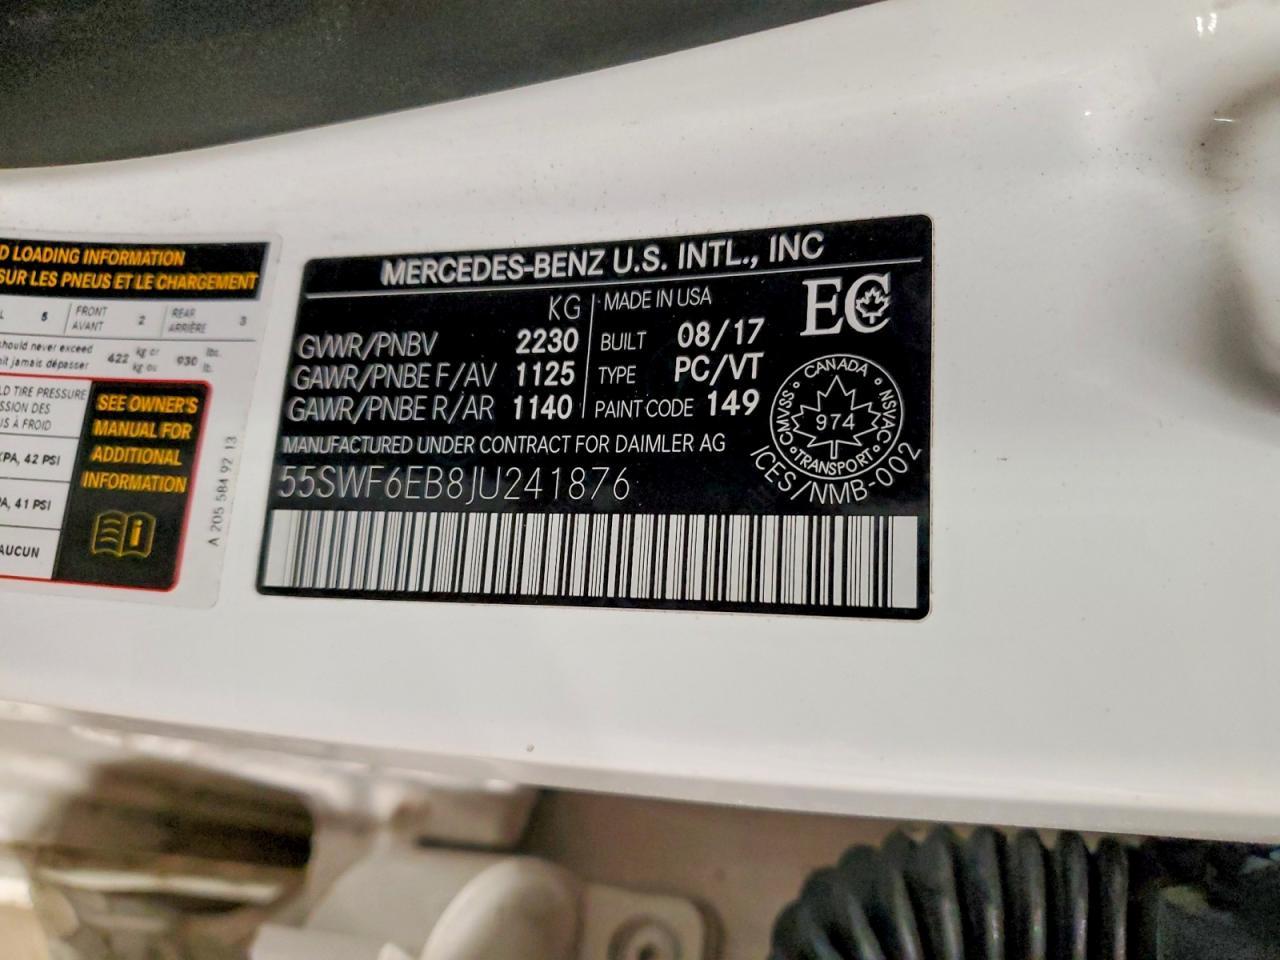 D LOADING INFORMATION
SUR LES PNEUS ET LE CHARGEMENT
5
FRONT
AVANT
2
REAR
ARRIÈRE
3
should never exceed
it jamais dépasser
422
kg or
kg ou
930
lbs.
lb.
LD TIRE PRESSURE
SSION DES
US À FROID
KPA, 42 PSI
A, 41 PSI
AUCUN
SEE OWNER'S
MANUAL FOR
ADDITIONAL
INFORMATION
A 205 584 92 13
MERCEDES-BENZ U.S. INTL., INC
KG
GVWR/PNBV 2230
GAWR/PNBE F/AV 1125
GAWR/PNBE R/AR 1140
MADE IN USA
BUILT 08/17
TYPE PC/VT
PAINT CODE 149
MANUFACTURED UNDER CONTRACT FOR DAIMLER AG
55SWF6EB8JU241876
EC
CANADA
CMVSS
974
NSVAC
TRANSPORT
ICES/NMB-002